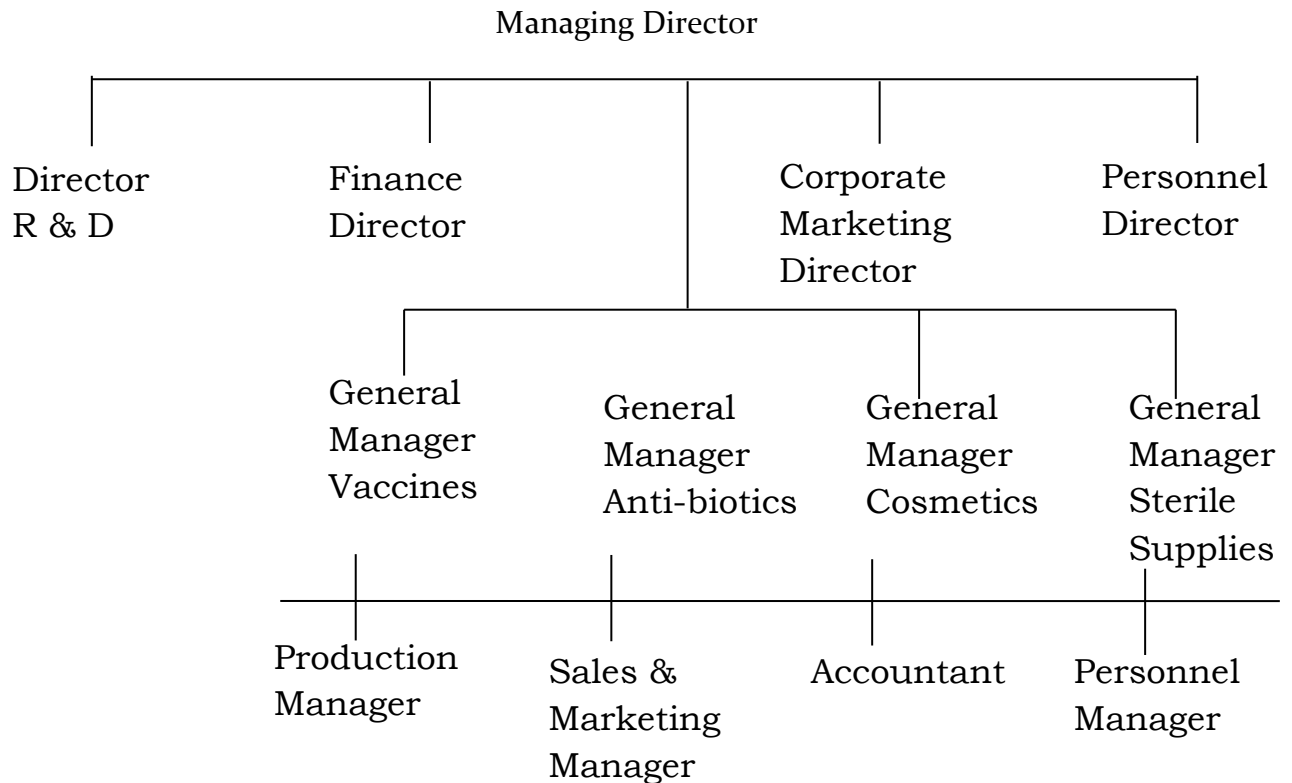 Managing Director
Director
R & D
Finance
Director
Corporate
Marketing
Director
Personnel
Director
General
Manager
Vaccines
General
Manager
Anti-biotics
General
Manager
Cosmetics
General
Manager
Sterile
Supplies
Production
Manager
Sales &
Marketing
Manager
Accountant
Personnel
Manager